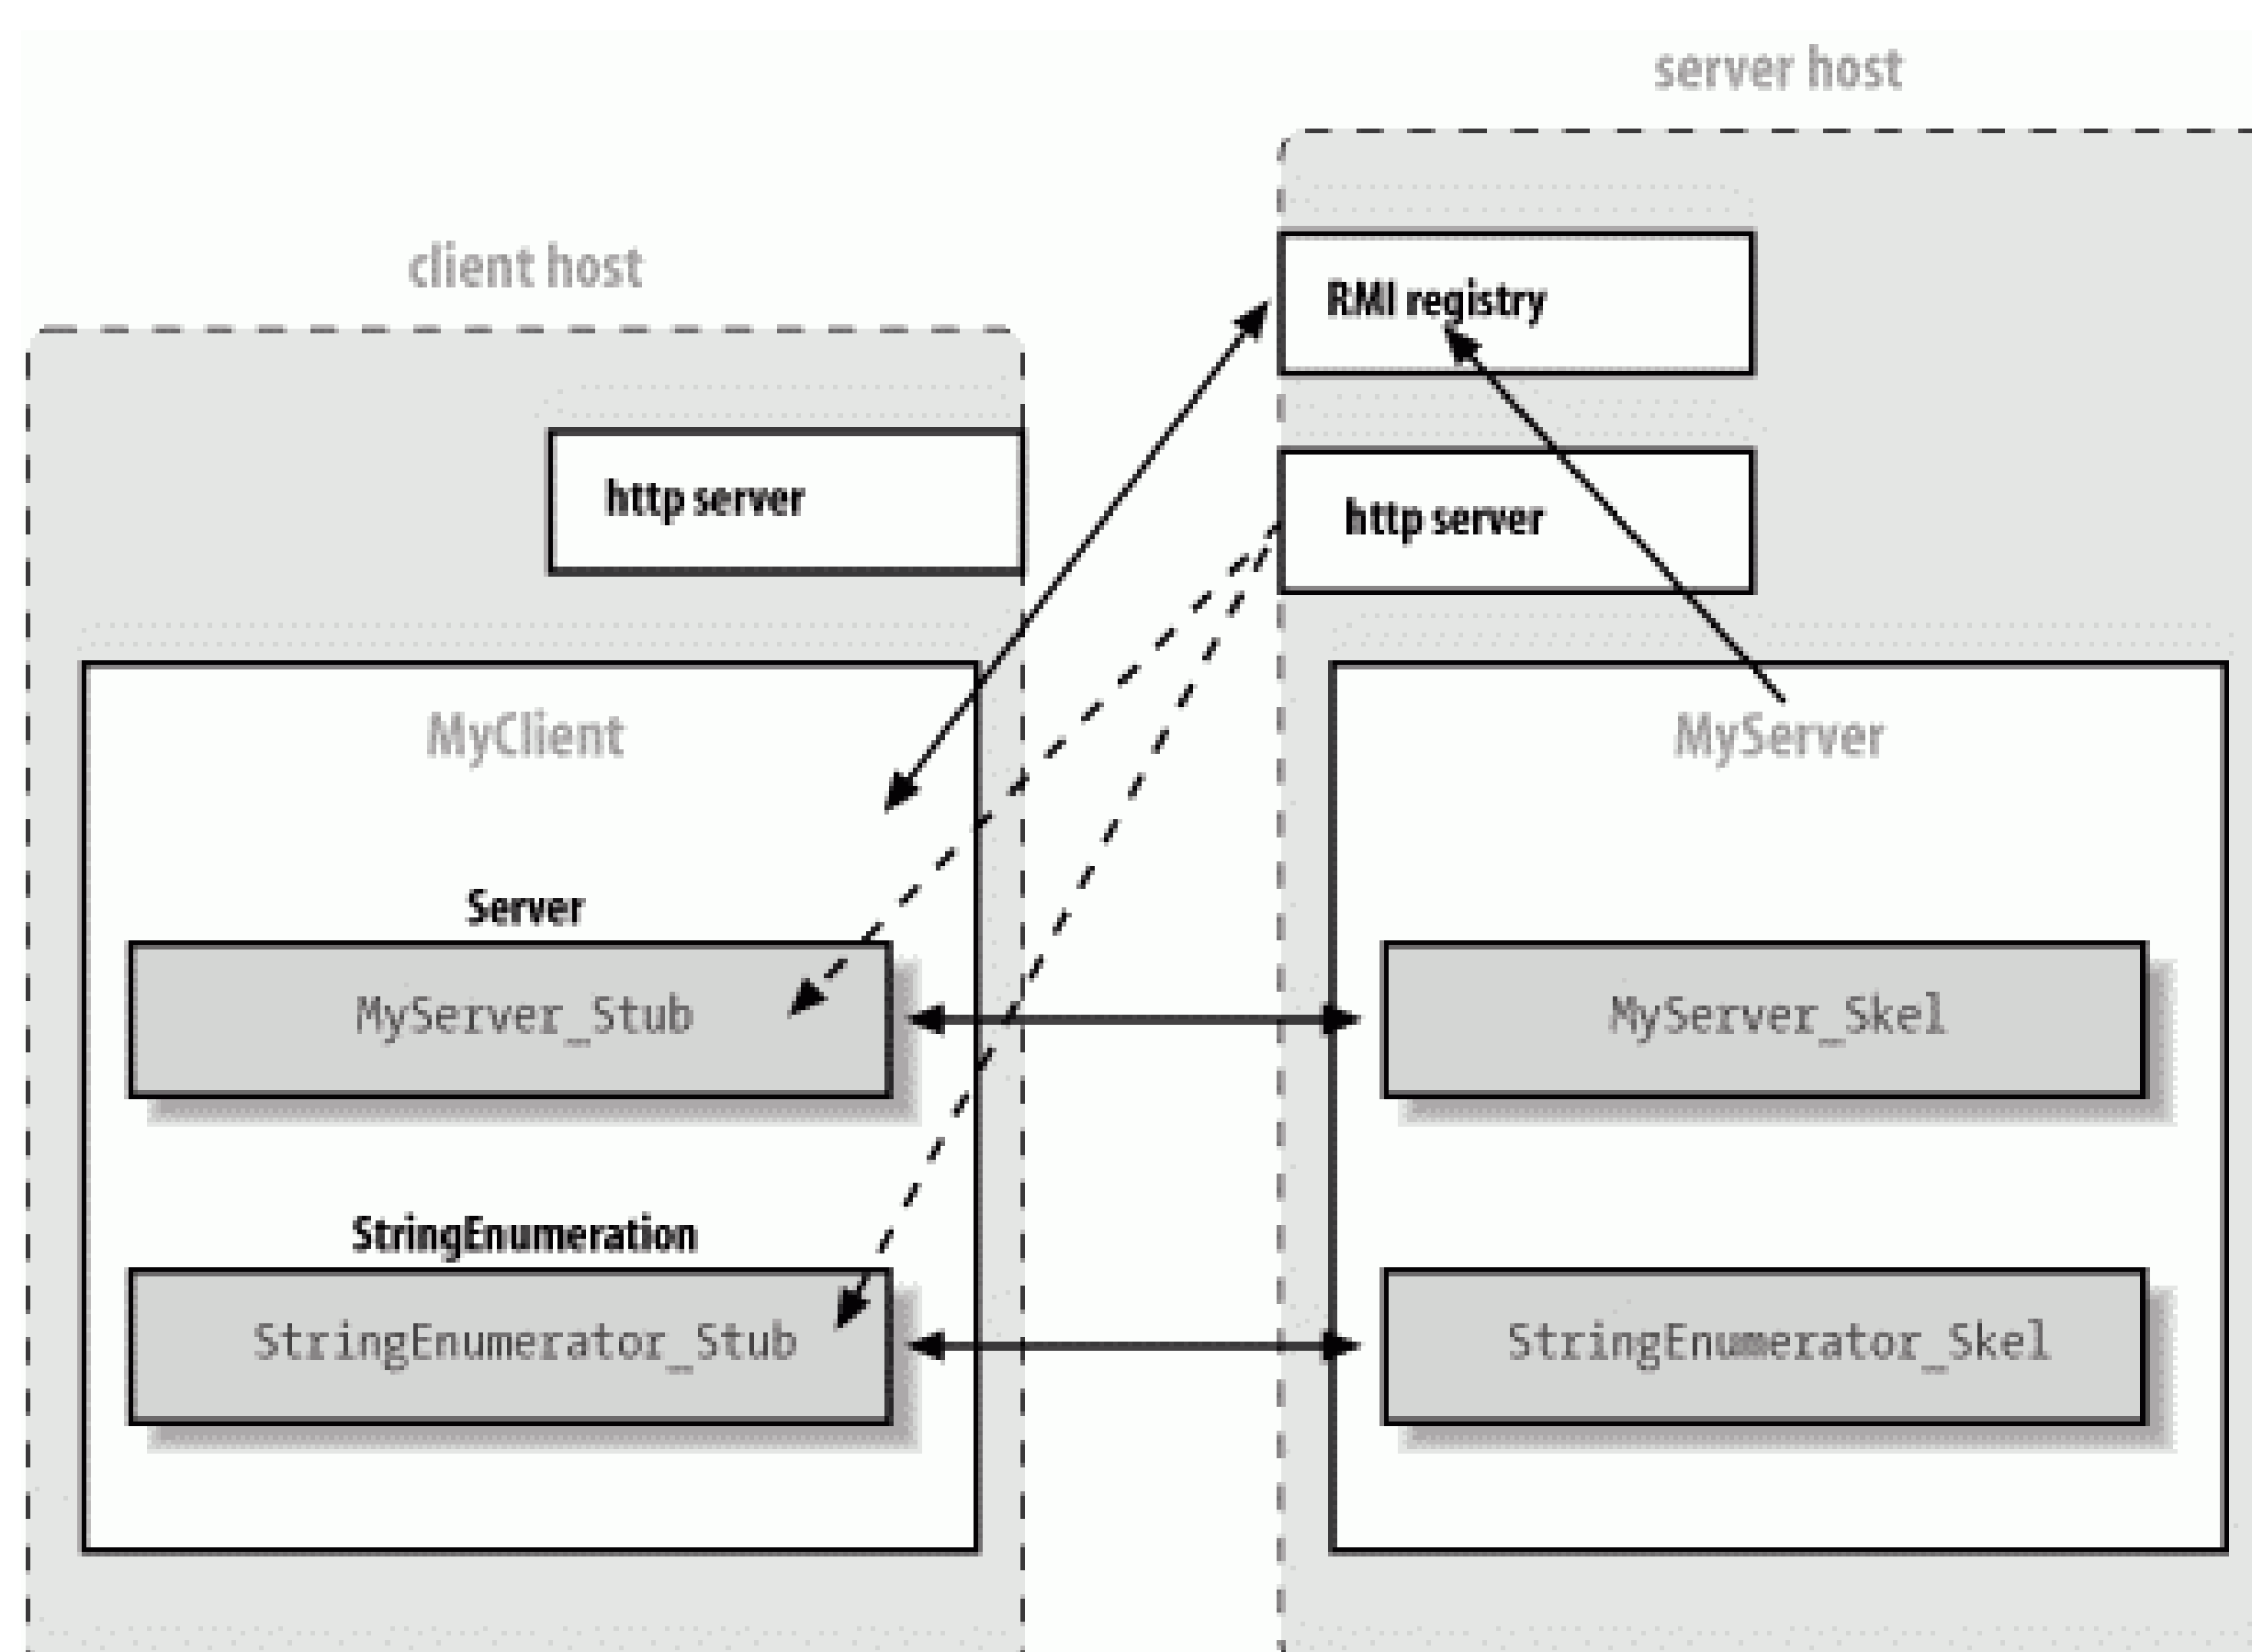 server host
client host
RMI registry
http server
http server
MyClient
MyServer
Server
MyServer_Stub
MyServer_Skel
StringEnumeration
StringEnumerator_Stub
StringEnumerator_Skel